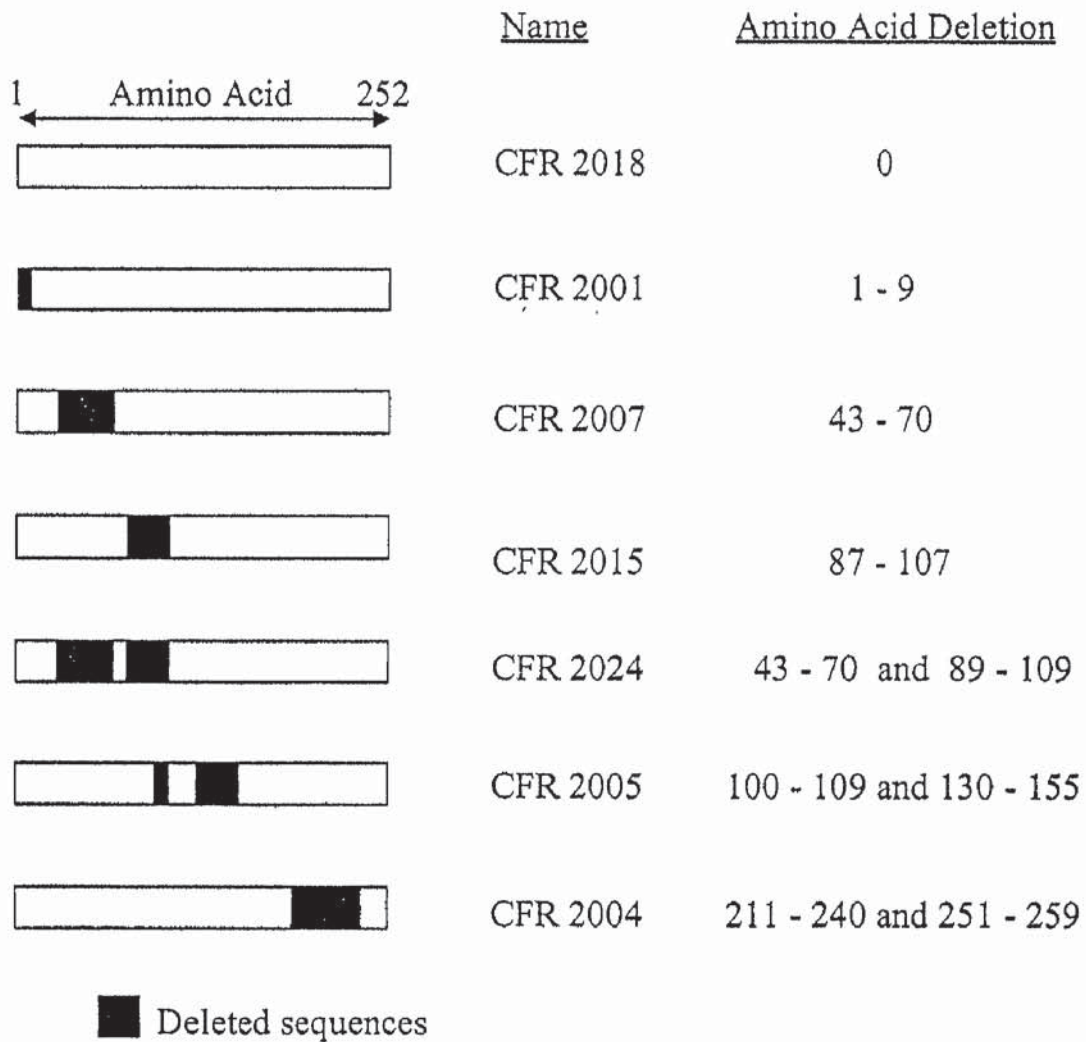 Name Amino Acid Deletion
1 Amino Acid 252
CFR 2018 0
CFR 2001 1 - 9
CFR 2007 43 - 70
CFR 2015 87 - 107
CFR 2024 43 - 70 and 89 - 109
CFR 2005 100 - 109 and 130 - 155
CFR 2004 211 - 240 and 251 - 259
Deleted sequences